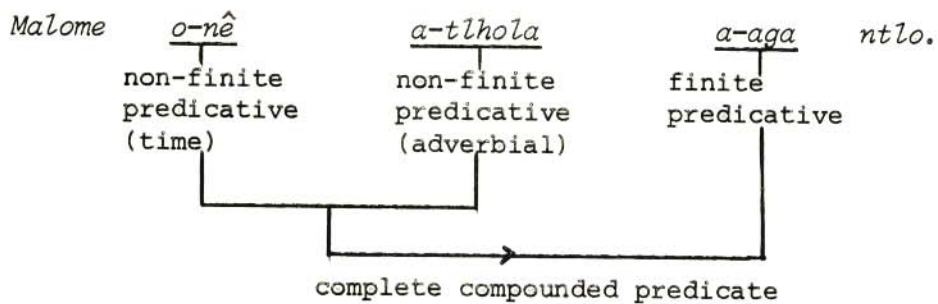 Malome o-nê a-tlhola a-aga ntlo.
non-finite non-finite finite
predicative predicative predicative
(time) (adverbial)
complete compounded predicate